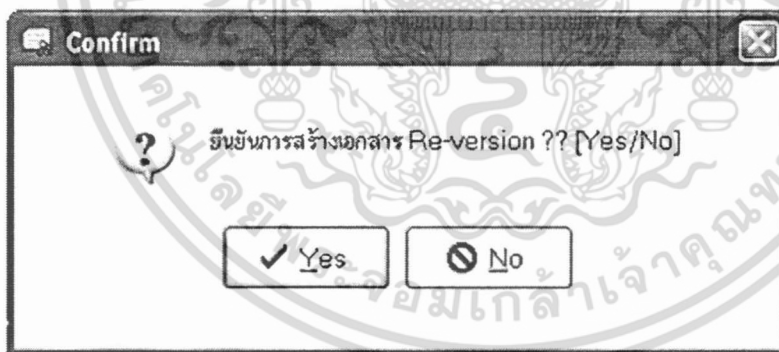 Confirm
ยืนยันการสร้างเอกสาร Re-version ?? [Yes/No]
Yes
No